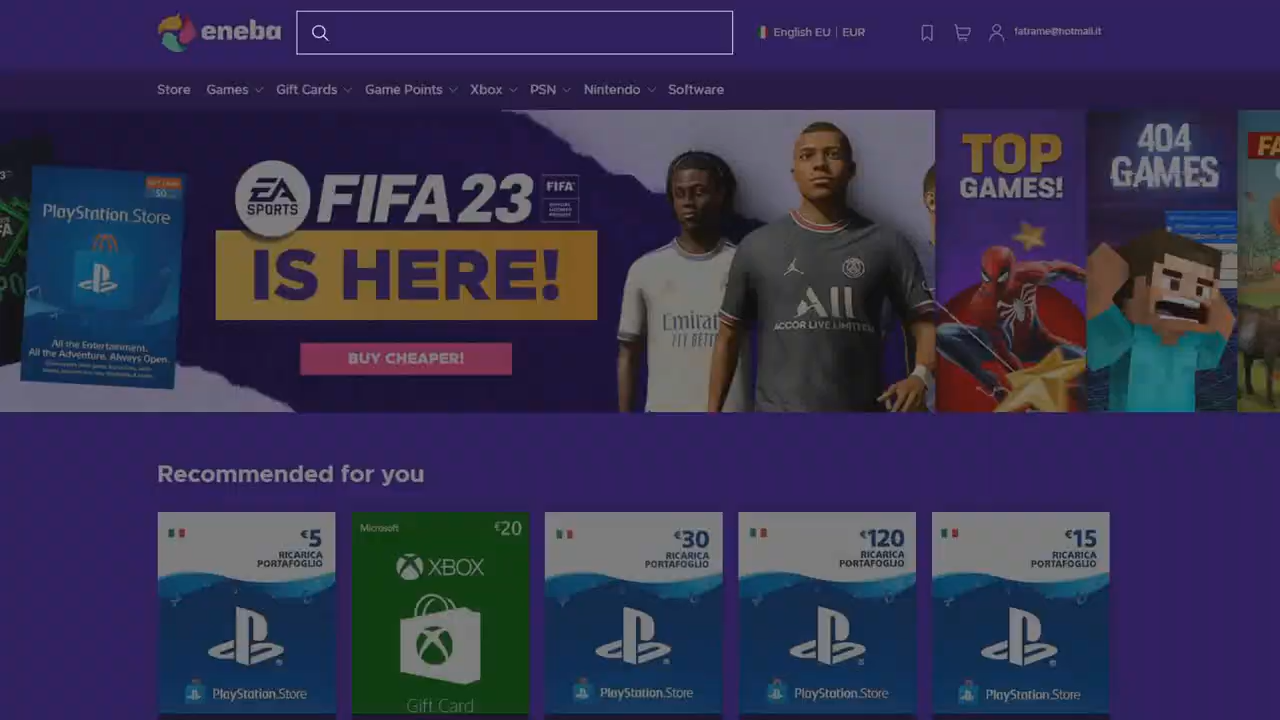 eneba
English EU | EUR
fatrame@hotmail.it
Store Games Gift Cards Game Points Xbox PSN Nintendo Software
PlayStation Store
All the Entertainment.
All the Adventure. Always Open.
EA
SPORTS
FIFA 23
FIFA
IS HERE!
BUY CHEAPER!
Emirat
ALL
ACCOR LIVE LIMITLESS
TOP
GAMES!
404
GAMES
FA
Recommended for you
€5
RICARICA
PORTAFOGLIO
PlayStation.Store
Microsoft
€20
XBOX
Gift Card
€30
RICARICA
PORTAFOGLIO
PlayStation.Store
€120
RICARICA
PORTAFOGLIO
PlayStation.Store
€15
RICARICA
PORTAFOGLIO
PlayStation.Store